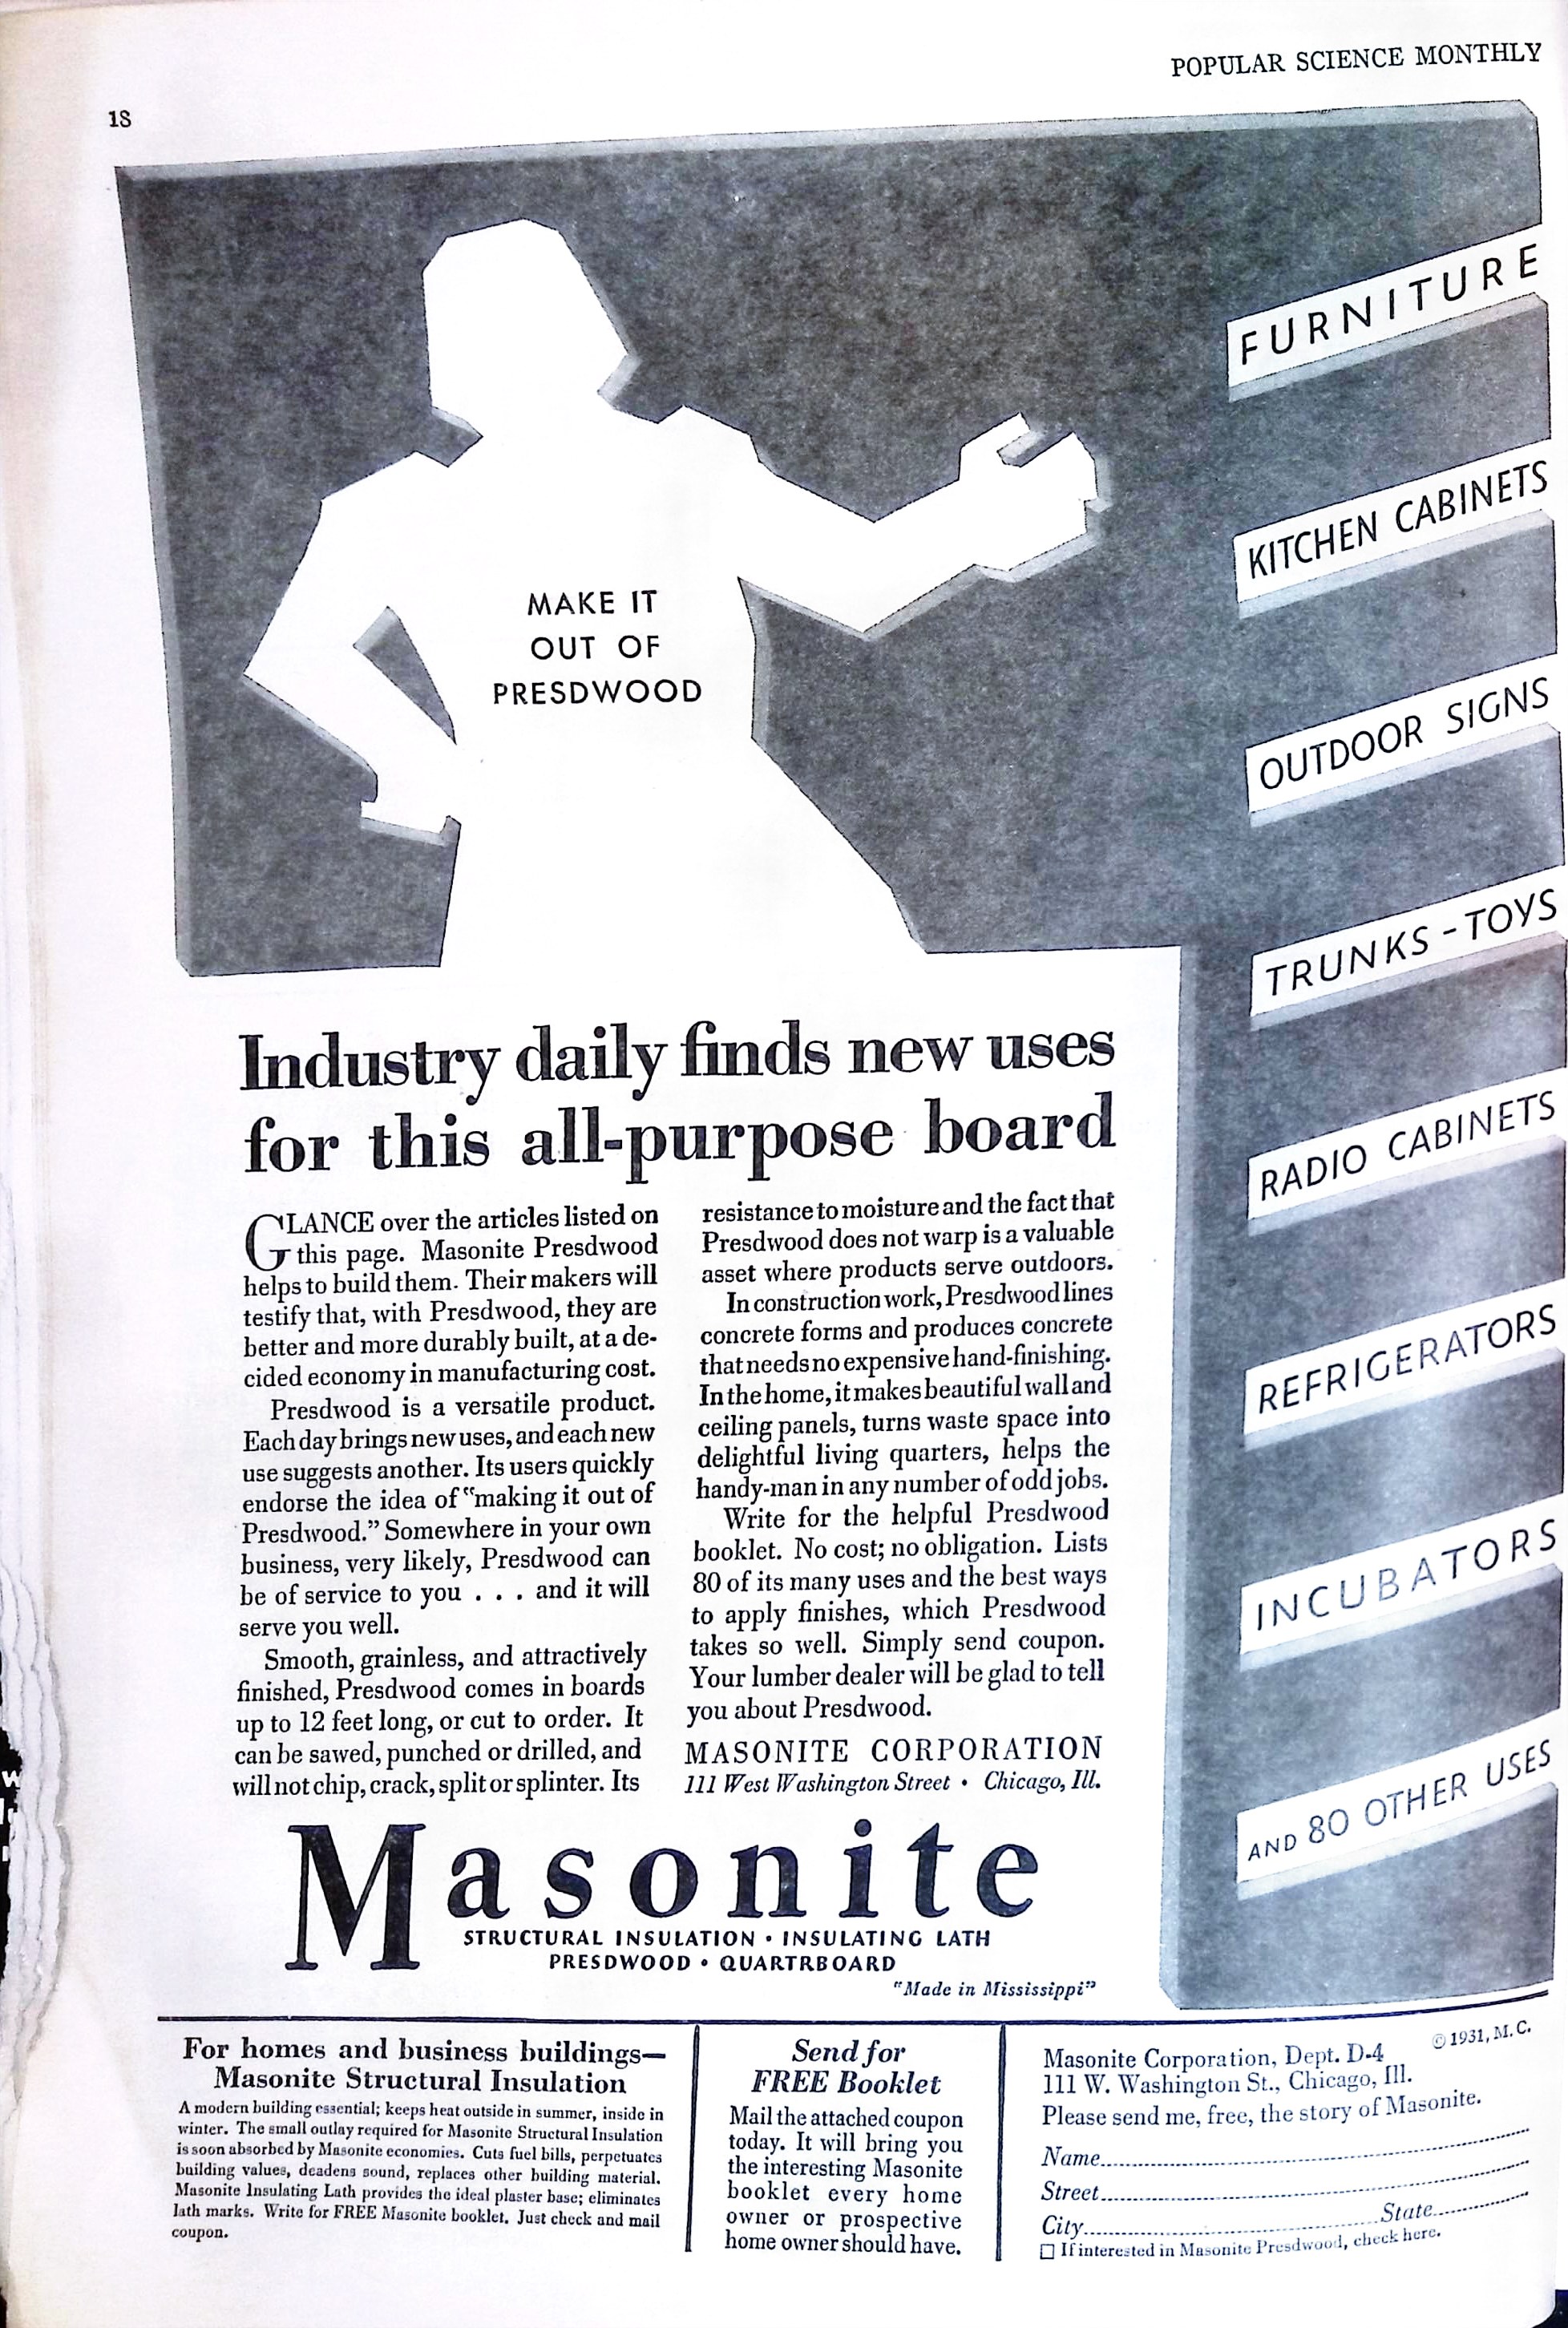 POPULAR SCIENCE MONTHLY
18
FURNITURE
KITCHEN CABINETS
OUTDOOR SIGNS
TRUNKS - TOYS
RADIO CABINETS
REFRIGERATORS
INCUBATORS
AND 80 OTHER USES
MAKE IT
OUT OF
PRESDWOOD
Industry daily finds new uses
for this all-purpose board
GLANCE over the articles listed on
this page. Masonite Presdwood
helps to build them. Their makers will
testify that, with Presdwood, they are
better and more durably built, at a de-
cided economy in manufacturing cost.
Presdwood is a versatile product.
Each day brings new uses, and each new
use suggests another. Its users quickly
endorse the idea of "making it out of
Presdwood." Somewhere in your own
business, very likely, Presdwood can
be of service to you . . . and it will
serve you well.
Smooth, grainless, and attractively
finished, Presdwood comes in boards
up to 12 feet long, or cut to order. It
can be sawed, punched or drilled, and
will not chip, crack, split or splinter. Its
resistance to moisture and the fact that
Presdwood does not warp is a valuable
asset where products serve outdoors.
In construction work, Presdwood lines
concrete forms and produces concrete
that needs no expensive hand-finishing.
In the home, it makes beautiful wall and
ceiling panels, turns waste space into
delightful living quarters, helps the
handy-man in any number of odd jobs.
Write for the helpful Presdwood
booklet. No cost; no obligation. Lists
80 of its many uses and the best ways
to apply finishes, which Presdwood
takes so well. Simply send coupon.
Your lumber dealer will be glad to tell
you about Presdwood.
MASONITE CORPORATION
111 West Washington Street • Chicago, Ill.
Masonite
STRUCTURAL INSULATION • INSULATING LATH
PRESDWOOD • QUARTRBOARD
"Made in Mississippi"
For homes and business buildings—
Masonite Structural Insulation
A modern building essential; keeps heat outside in summer, inside in
winter. The small outlay required for Masonite Structural Insulation
is soon absorbed by Masonite economies. Cuts fuel bills, perpetuates
building values, deadens sound, replaces other building material.
Masonite Insulating Lath provides the ideal plaster base; eliminates
lath marks. Write for FREE Masonite booklet. Just check and mail
coupon.
Send for
FREE Booklet
Mail the attached coupon
today. It will bring you
the interesting Masonite
booklet every home
owner or prospective
home owner should have.
© 1931, M. C.
Masonite Corporation, Dept. D-4
111 W. Washington St., Chicago, Ill.
Please send me, free, the story of Masonite.
Name
Street
City State
If interested in Masonite Presdwood, check here.